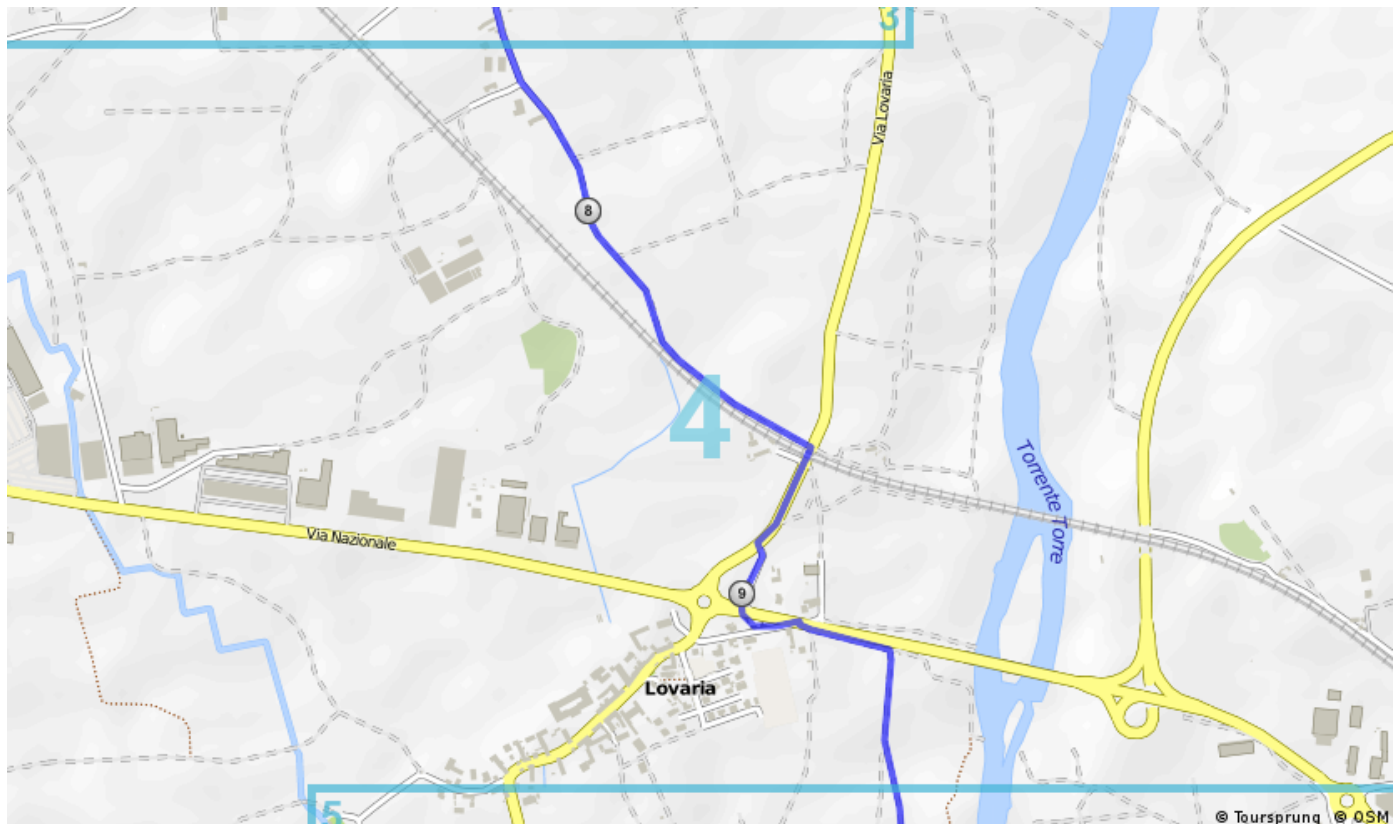 3
Via Lovaria
8
4
Torrente Torre
Via Nazionale
9
Lovaria
5
© Toursprung © OSM